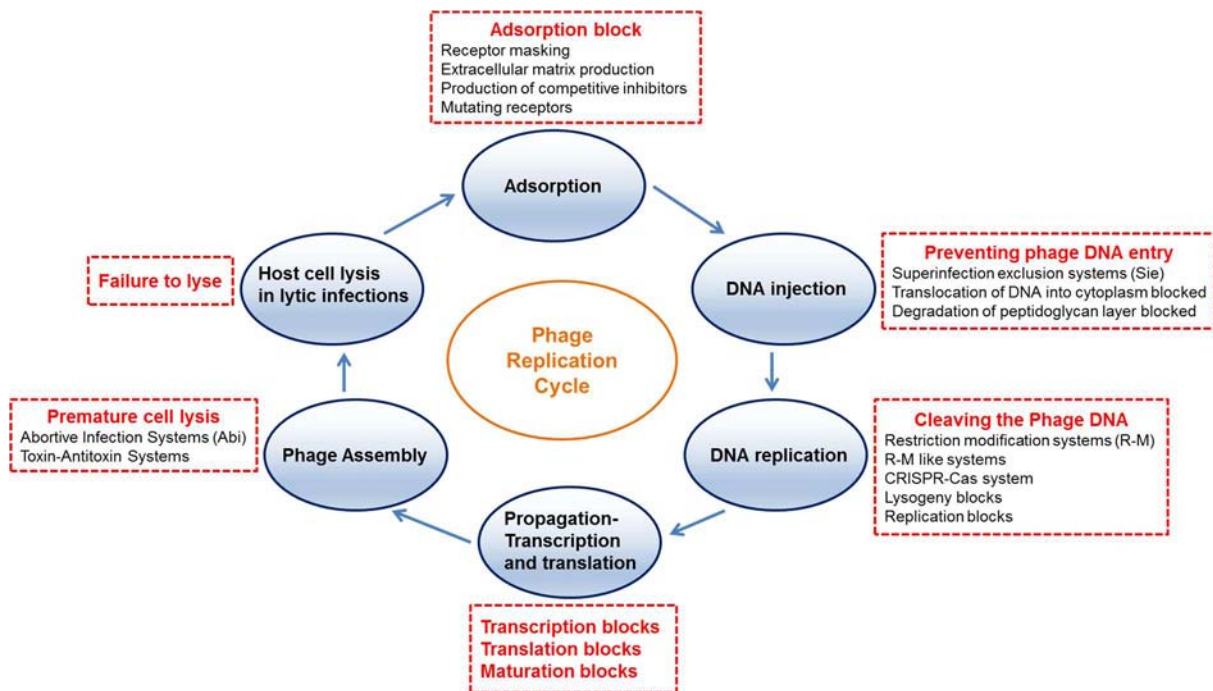 Adsorption block
Receptor masking
Extracellular matrix production
Production of competitive inhibitors
Mutating receptors
Adsorption
Preventing phage DNA entry
Superinfection exclusion systems (Sie)
Translocation of DNA into cytoplasm blocked
Degradation of peptidoglycan layer blocked
DNA injection
Cleaving the Phage DNA
Restriction modification systems (R-M)
R-M like systems
CRISPR-Cas system
Lysogeny blocks
Replication blocks
DNA replication
Propagation-
Transcription
and translation
Transcription blocks
Translation blocks
Maturation blocks
Phage Assembly
Premature cell lysis
Abortive Infection Systems (Abi)
Toxin-Antitoxin Systems
Host cell lysis
in lytic infections
Failure to lyse
Phage
Replication
Cycle